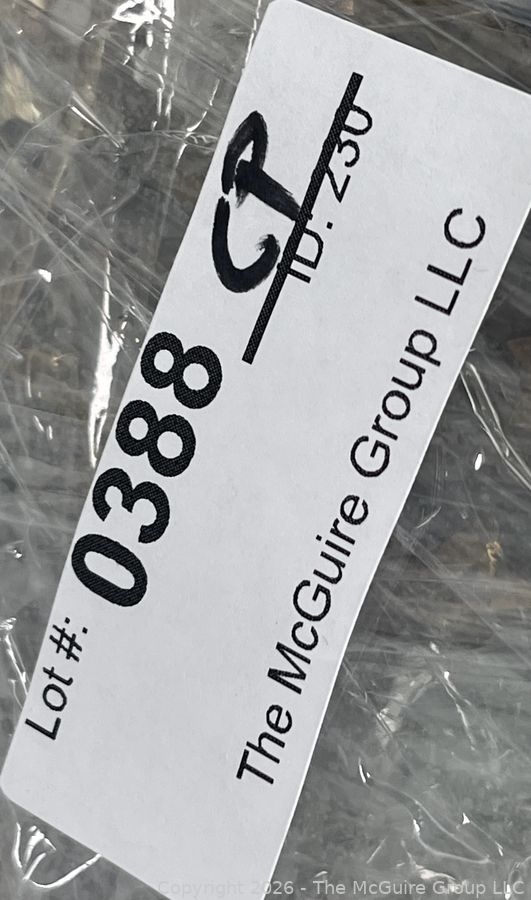 Lot #: 0388 CP
ID: 230
The McGuire Group LLC
Copyright 2026 - The McGuire Group LLC